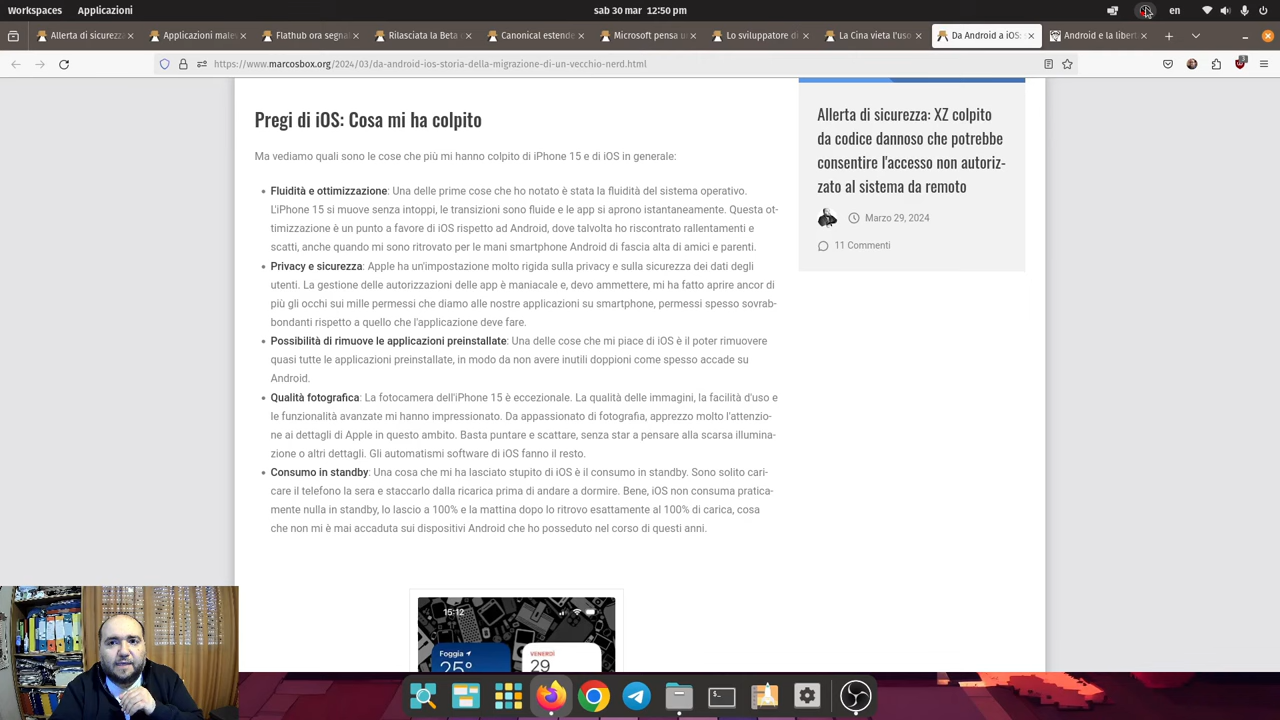 Workspaces Applicazioni sab 30 mar 12:50 pm en
Allerta di sicurezza Applicazioni male Flathub ora segnal Rilasciata la Beta Canonical estende Microsoft pensa u Lo sviluppatore di La Cina vieta l'uso Da Android a iOS: Android e la libert
https://www.marcosbox.org/2024/03/da-android-ios-storia-della-migrazione-di-un-vecchio-nerd.html
Pregi di iOS: Cosa mi ha colpito
Ma vediamo quali sono le cose che più mi hanno colpito di iPhone 15 e di iOS in generale:
• Fluidità e ottimizzazione: Una delle prime cose che ho notato è stata la fluidità del sistema operativo.
L'iPhone 15 si muove senza intoppi, le transizioni sono fluide e le app si aprono istantaneamente. Questa ot-
timizzazione è un punto a favore di iOS rispetto ad Android, dove talvolta ho riscontrato rallentamenti e
scatti, anche quando mi sono ritrovato per le mani smartphone Android di fascia alta di amici e parenti.
• Privacy e sicurezza: Apple ha un'impostazione molto rigida sulla privacy e sulla sicurezza dei dati degli
utenti. La gestione delle autorizzazioni delle app è maniacale e, devo ammettere, mi ha fatto aprire ancor di
più gli occhi sui mille permessi che diamo alle nostre applicazioni su smartphone, permessi spesso sovrab-
bondanti rispetto a quello che l'applicazione deve fare.
• Possibilità di rimuove le applicazioni preinstallate: Una delle cose che mi piace di iOS è il poter rimuovere
quasi tutte le applicazioni preinstallate, in modo da non avere inutili doppioni come spesso accade su
Android.
• Qualità fotografica: La fotocamera dell'iPhone 15 è eccezionale. La qualità delle immagini, la facilità d'uso e
le funzionalità avanzate mi hanno impressionato. Da appassionato di fotografia, apprezzo molto l'attenzio-
ne ai dettagli di Apple in questo ambito. Basta puntare e scattare, senza star a pensare alla scarsa illumina-
zione o altri dettagli. Gli automatismi software di iOS fanno il resto.
• Consumo in standby: Una cosa che mi ha lasciato stupito di iOS è il consumo in standby. Sono solito cari-
care il telefono la sera e staccarlo dalla ricarica prima di andare a dormire. Bene, iOS non consuma pratica-
mente nulla in standby, lo lascio a 100% e la mattina dopo lo ritrovo esattamente al 100% di carica, cosa
che non mi è mai accaduta sui dispositivi Android che ho posseduto nel corso di questi anni.
15:12
Foggia
25°
VENERDÌ
29
Allerta di sicurezza: XZ colpito
da codice dannoso che potrebbe
consentire l'accesso non autoriz-
zato al sistema da remoto
Marzo 29, 2024
11 Commenti